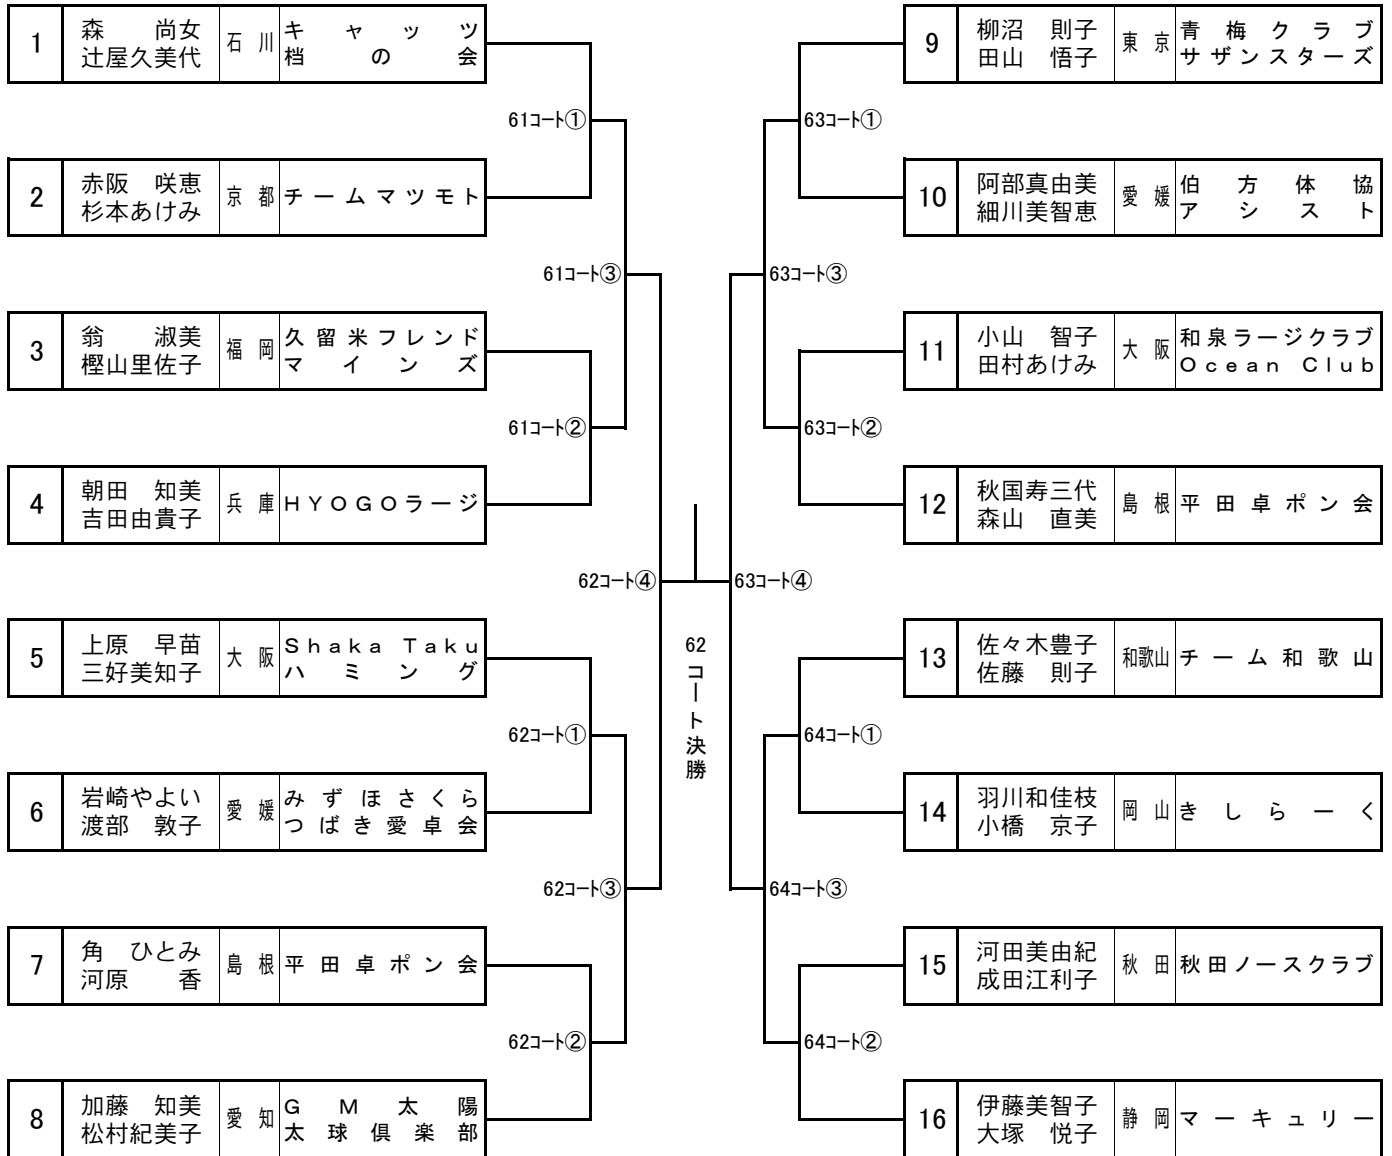 1
森 尚女
辻屋久美代
石川
キャッツ
档の会
61コート①
2
赤阪 咲恵
杉本あけみ
京都
チームマツモト
61コート③
3
翁 淑美
樫山里佐子
福岡
久留米フレンド
マインズ
61コート②
4
朝田 知美
吉田由貴子
兵庫
HYOGOラージ
62コート④
5
上原 早苗
三好美知子
大阪
Shaka Taku
ハミング
62コート①
6
岩崎やよい
渡部 敦子
愛媛
みずほさくら
つばき愛卓会
62コート③
7
角 ひとみ
河原 香
島根
平田卓ポン会
62コート②
8
加藤 知美
松村紀美子
愛知
GM太陽
太球倶楽部
62コート決勝
9
柳沼 則子
田山 悟子
東京
青梅クラブ
サザンスターズ
63コート①
10
阿部真由美
細川美智恵
愛媛
伯方体協
アシスト
63コート③
11
小山 智子
田村あけみ
大阪
和泉ラージクラブ
Ocean Club
63コート②
12
秋国寿三代
森山 直美
島根
平田卓ポン会
63コート④
13
佐々木豊子
佐藤 則子
和歌山
チーム和歌山
64コート①
14
羽川和佳枝
小橋 京子
岡山
きしらーく
64コート③
15
河田美由紀
成田江利子
秋田
秋田ノースクラブ
64コート②
16
伊藤美智子
大塚 悦子
静岡
マーキュリー